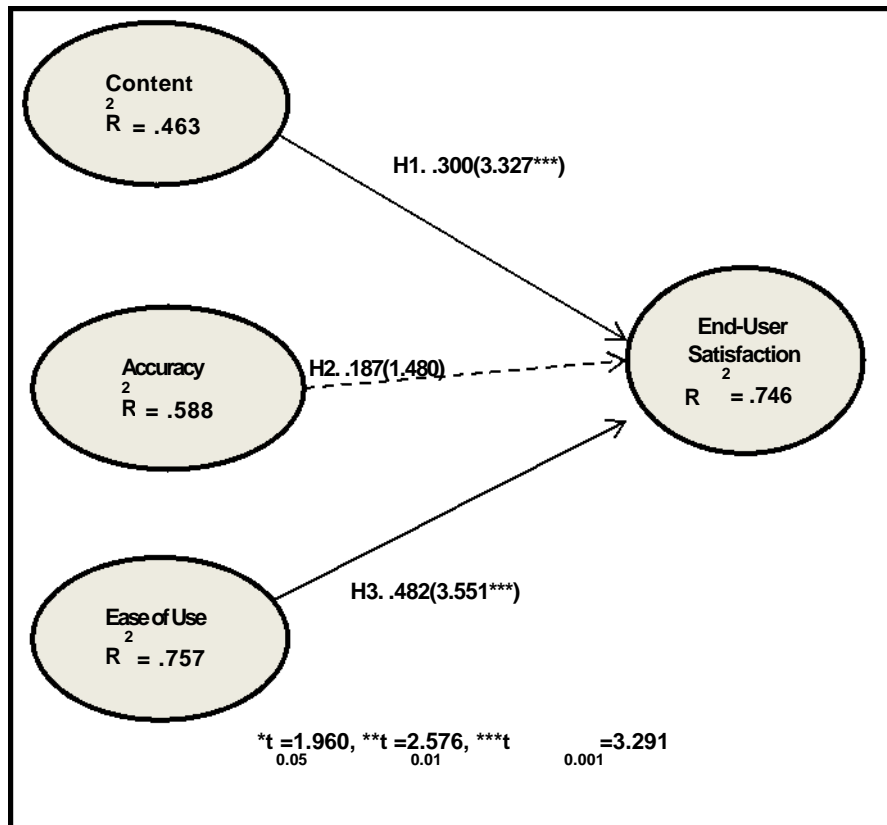 Content
R² = .463
H1. .300(3.327***)
Accuracy
R² = .588
H2. .187(1.480)
End-User
Satisfaction
R² = .746
Ease of Use
R² = .757
H3. .482(3.551***)
*t0.05=1.960, **t0.01=2.576, ***t0.001=3.291